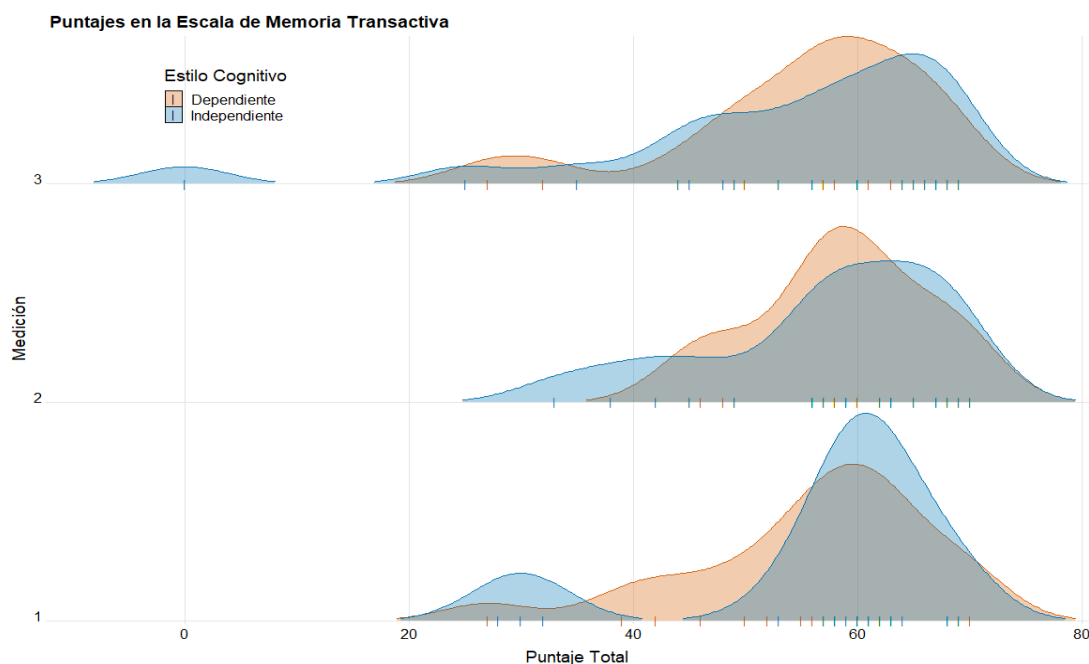 Puntajes en la Escala de Memoria Transactiva
Estilo Cognitivo
Dependiente
Independiente
Medición
3
2
1
0
20
40
60
80
Puntaje Total